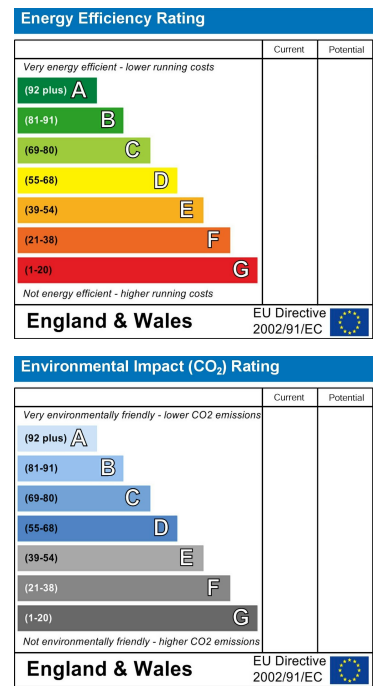 Energy Efficiency Rating
Current Potential
Very energy efficient - lower running costs
(92 plus) A
(81-91) B
(69-80) C
(55-68) D
(39-54) E
(21-38) F
(1-20) G
Not energy efficient - higher running costs
England & Wales
EU Directive
2002/91/EC
Environmental Impact (CO₂) Rating
Current Potential
Very environmentally friendly - lower CO2 emissions
(92 plus) A
(81-91) B
(69-80) C
(55-68) D
(39-54) E
(21-38) F
(1-20) G
Not environmentally friendly - higher CO2 emissions
England & Wales
EU Directive
2002/91/EC